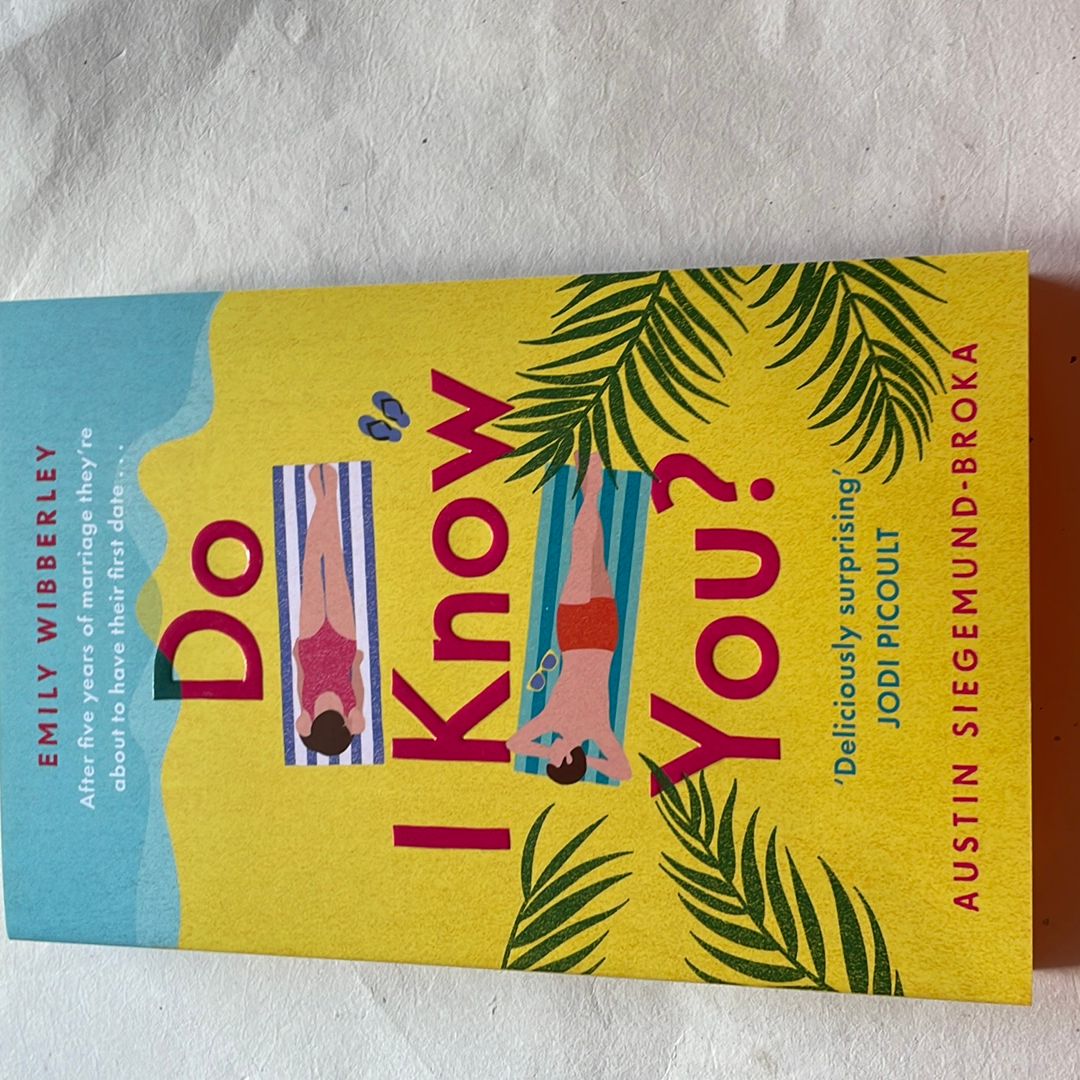 EMILY WIBBERLEY
After five years of marriage they're
about to have their first date . . . .
Do
I Know
You?
'Deliciously surprising'
JODI PICOULT
AUSTIN SIEGEMUND-BROKA